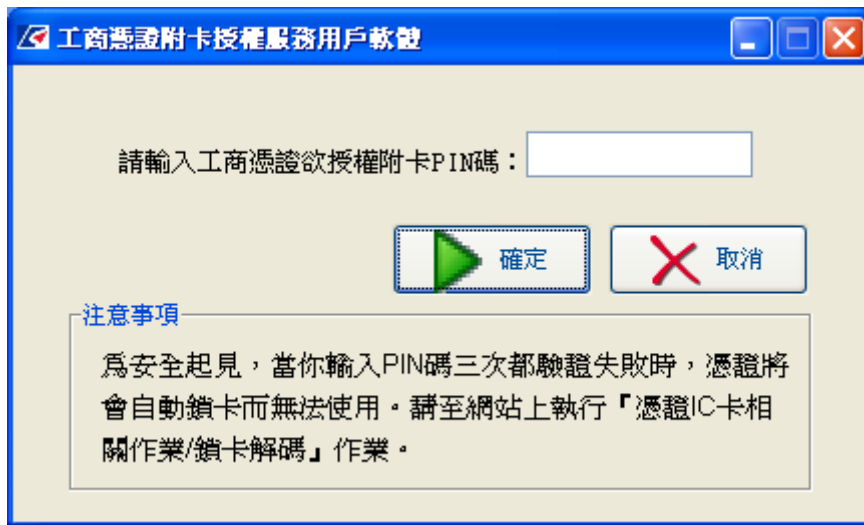 工商憑證附卡授權服務用戶軟體
請輸入工商憑證欲授權附卡PIN碼：
確定
取消
注意事項
為安全起見，當你輸入PIN碼三次都驗證失敗時，憑證將
會自動鎖卡而無法使用。請至網站上執行『憑證IC卡相
關作業/鎖卡解碼』作業。